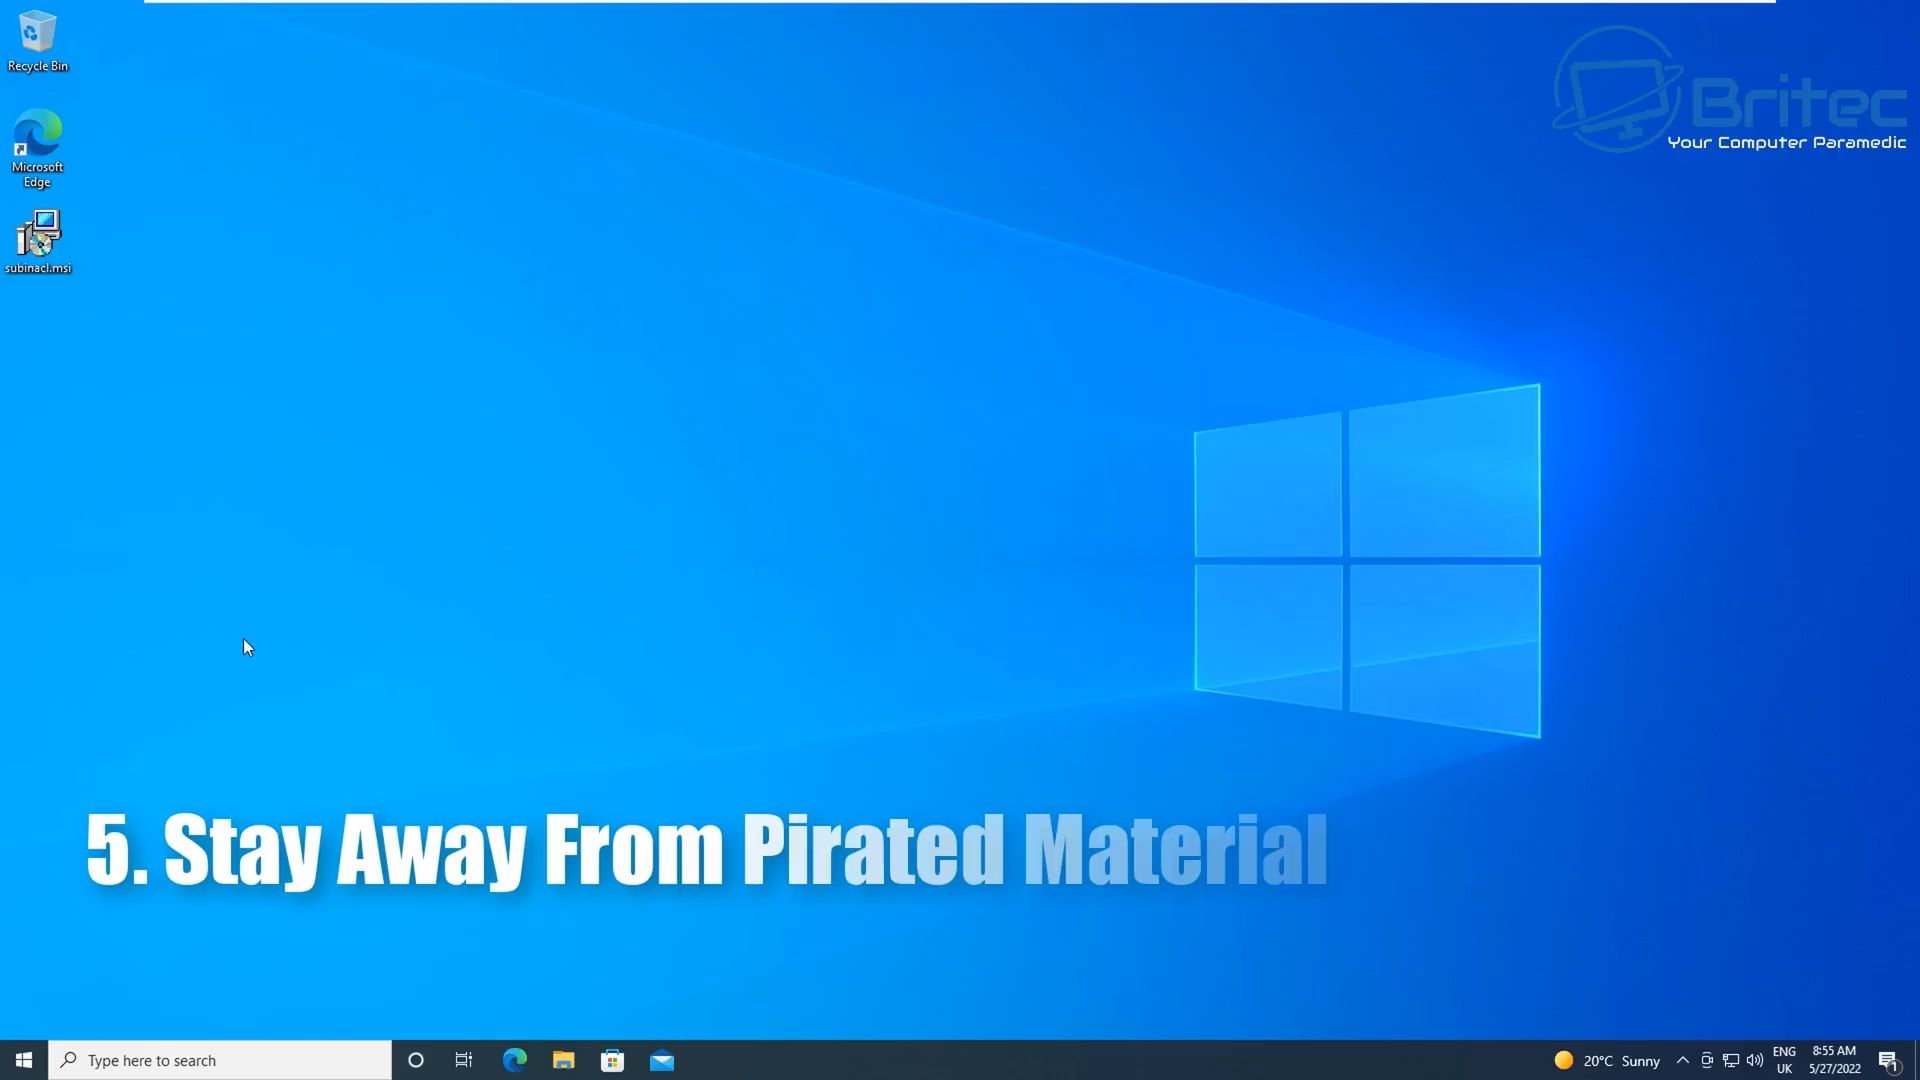 Recycle Bin
Microsoft
Edge
subinacl.msi
Britec
Your Computer Paramedic
5. Stay Away From Pirated Material
Type here to search
20°C Sunny
ENG
UK
8:55 AM
5/27/2022
1